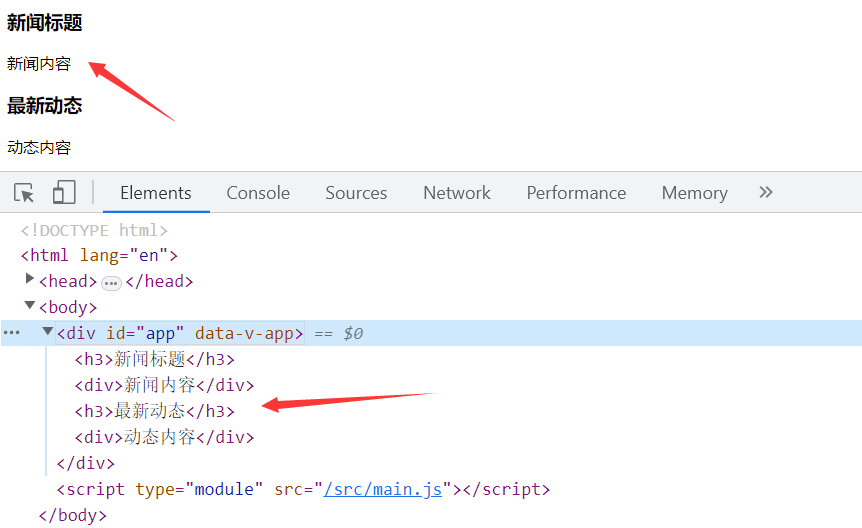 新闻标题
新闻内容
最新动态
动态内容
Elements Console Sources Network Performance Memory »
<!DOCTYPE html>
<html lang="en">
<head>…</head>
<body>
… <div id="app" data-v-app> == $0
<h3>新闻标题</h3>
<div>新闻内容</div>
<h3>最新动态</h3>
<div>动态内容</div>
</div>
<script type="module" src="/src/main.js"></script>
</body>